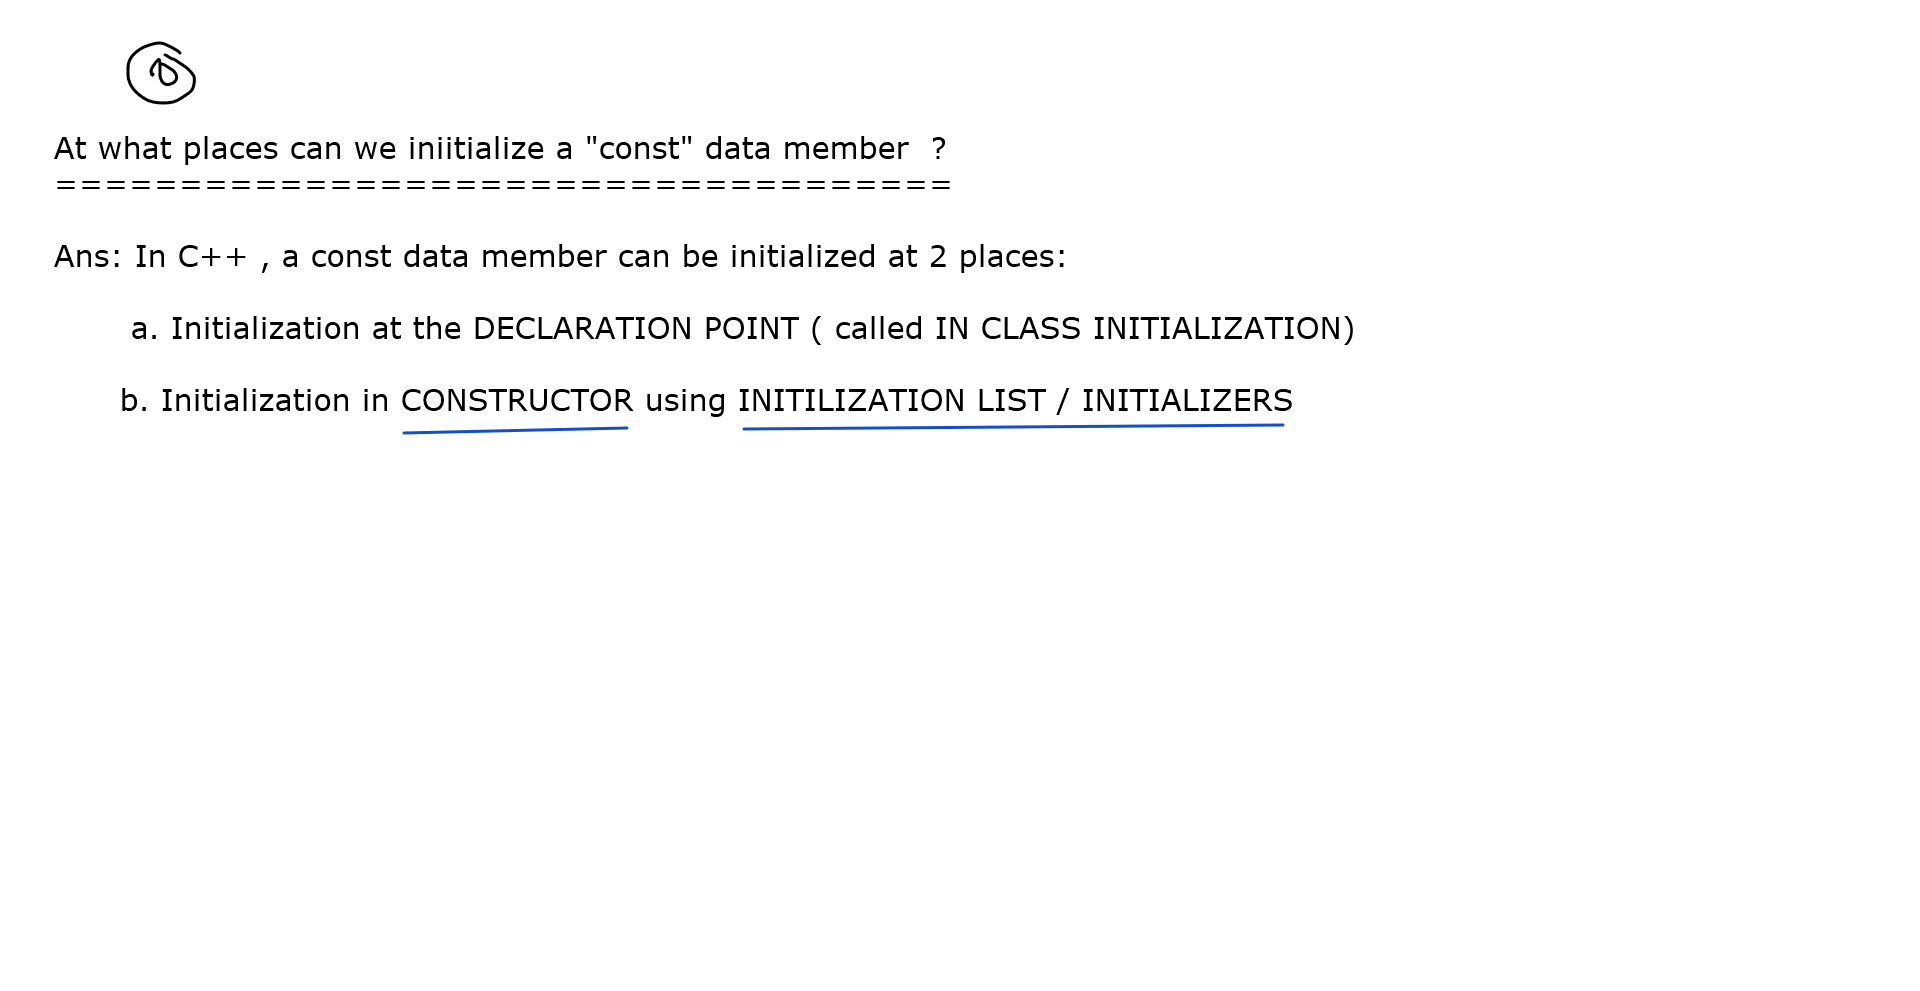 At what places can we iniitialize a "const" data member  ?
====================================
Ans: In C++ , a const data member can be initialized at 2 places:
a. Initialization at the DECLARATION POINT ( called IN CLASS INITIALIZATION)
b. Initialization in CONSTRUCTOR using INITILIZATION LIST / INITIALIZERS